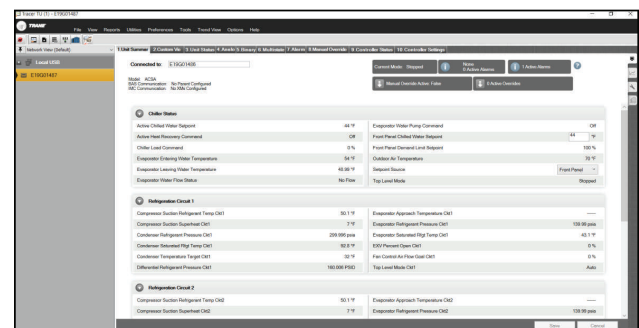 Tracer TU (1) - E19G01487
TRANE
File View Reports Utilities Preferences Tools Trend View Options Help
Network View [Default]
1 Unit Summary 2 Custom Vie 3 Unit Status 4 Analo 5 Binary 6 Multistate 7 Alarms 8 Manual Override 9 Controller Status 10 Controller Settings
Local USB
E19G01487
Connected to: E19G01486
Model: ACSA
BAS Communication No Parent Configured
IMC Communication No XMs Configured
Current Mode: Stopped
None
0 Active Alarms
1 Active Alarms
Manual Override Active: False
0 Active Overrides
Chiller Status
Active Chilled Water Setpoint 44 °F
Evaporator Water Pump Command Off
Active Heat Recovery Command Off
Front Panel Chilled Water Setpoint 44 °F
Chiller Load Command 0 %
Front Panel Demand Limit Setpoint 100 %
Evaporator Entering Water Temperature 54 °F
Outdoor Air Temperature 70 °F
Evaporator Leaving Water Temperature
Setpoint Source Front Panel
Evaporator Water Flow Status No Flow
Top Level Mode Stopped
Refrigeration Circuit 1
Compressor Suction Refrigerant Temp Ckt1 50.1 °F
Evaporator Approach Temperature Ckt1 -----
Compressor Suction Superheat Ckt1 7 °F
Evaporator Refrigerant Pressure Ckt1 139.99 psia
Condenser Refrigerant Pressure Ckt1 299.996 psia
Evaporator Saturated Rfgt Temp Ckt1 43.1 °F
Condenser Saturated Rfgt Temp Ckt1 92.8 °F
EXV Percent Open Ckt1 0 %
Condenser Temperature Target Ckt1 32 °F
Fan Control Air Flow Goal Ckt1 0 %
Differential Refrigerant Pressure Ckt1 160.006 PSID
Top Level Mode Ckt1 Auto
Refrigeration Circuit 2
Compressor Suction Refrigerant Temp Ckt2 50.1 °F
Evaporator Approach Temperature Ckt2 -----
Compressor Suction Superheat Ckt2 7 °F
Evaporator Refrigerant Pressure Ckt2 139.99 psia
Save Cancel